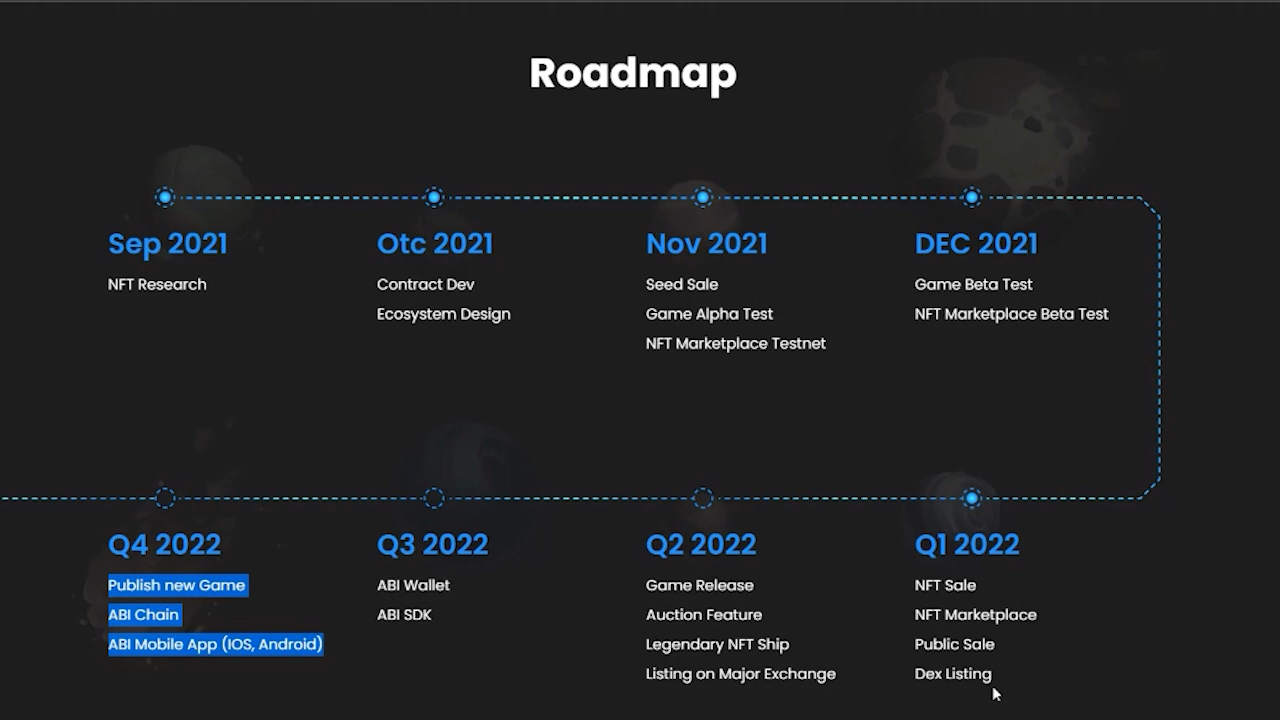 Roadmap
Sep 2021
NFT Research
Otc 2021
Contract Dev
Ecosystem Design
Nov 2021
Seed Sale
Game Alpha Test
NFT Marketplace Testnet
DEC 2021
Game Beta Test
NFT Marketplace Beta Test
Q4 2022
Publish new Game
ABI Chain
ABI Mobile App (IOS, Android)
Q3 2022
ABI Wallet
ABI SDK
Q2 2022
Game Release
Auction Feature
Legendary NFT Ship
Listing on Major Exchange
Q1 2022
NFT Sale
NFT Marketplace
Public Sale
Dex Listing